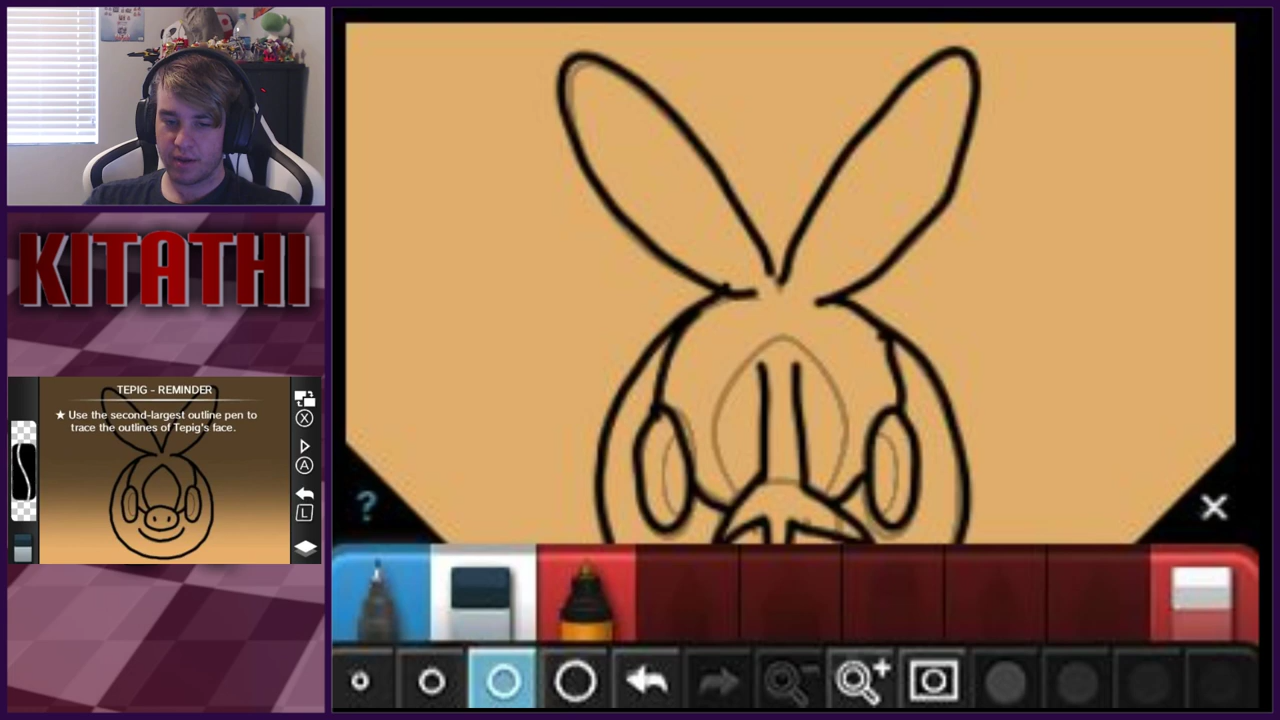 KITATHI
TEPIG - REMINDER
★ Use the second-largest outline pen to
trace the outlines of Tepig's face.
X
A
L
?
X